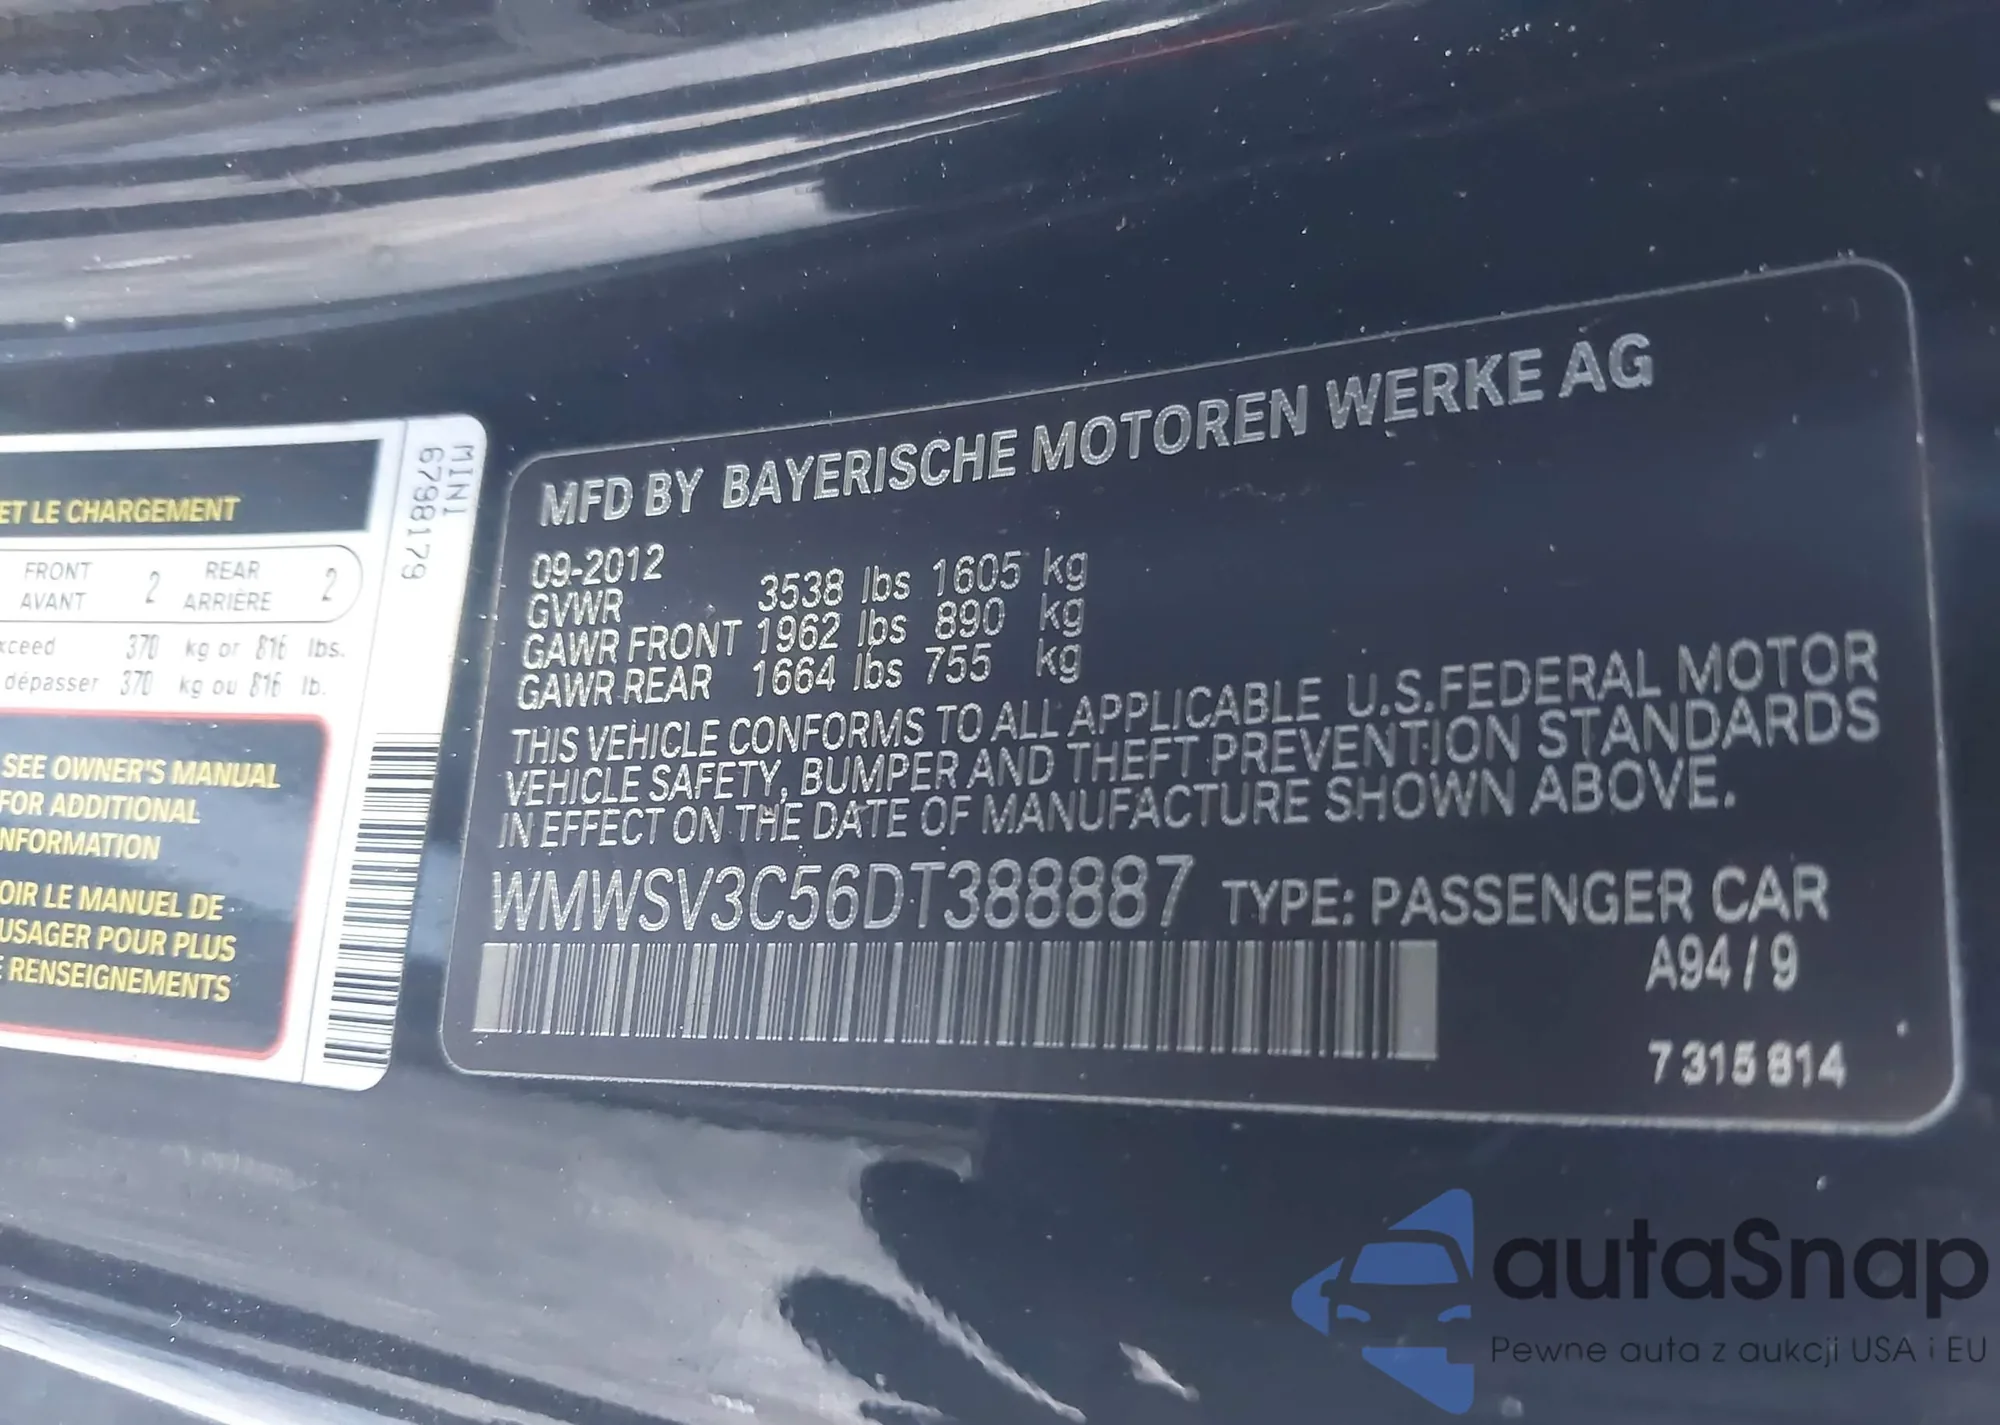 ET LE CHARGEMENT
FRONT
AVANT
2
REAR
ARRIÈRE
2
xceed 370 kg or 816 lbs.
dépasser 370 kg ou 816 lb.
SEE OWNER'S MANUAL
FOR ADDITIONAL
NFORMATION
OIR LE MANUEL DE
USAGER POUR PLUS
RENSEIGNEMENTS
MINI
6798179
MFD BY BAYERISCHE MOTOREN WERKE AG
09-2012
GVWR 3538 lbs 1605 kg
GAWR FRONT 1962 lbs 890 kg
GAWR REAR 1664 lbs 755 kg
THIS VEHICLE CONFORMS TO ALL APPLICABLE U.S.FEDERAL MOTOR
VEHICLE SAFETY, BUMPER AND THEFT PREVENTION STANDARDS
IN EFFECT ON THE DATE OF MANUFACTURE SHOWN ABOVE.
WMWSV3C56DT388887 TYPE: PASSENGER CAR
A94 / 9
7 315 814
autaSnap
Pewne auta z aukcji USA i EU